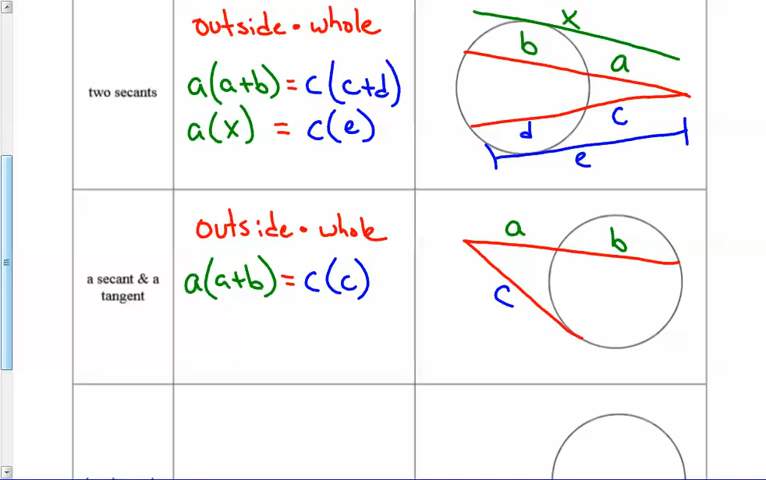 two secants
outside • whole
a(a+b) = c(c+d)
a(x) = c(e)
x
b
a
c
d
e
a secant & a
tangent
outside • whole
a(a+b) = c(c)
a
b
c